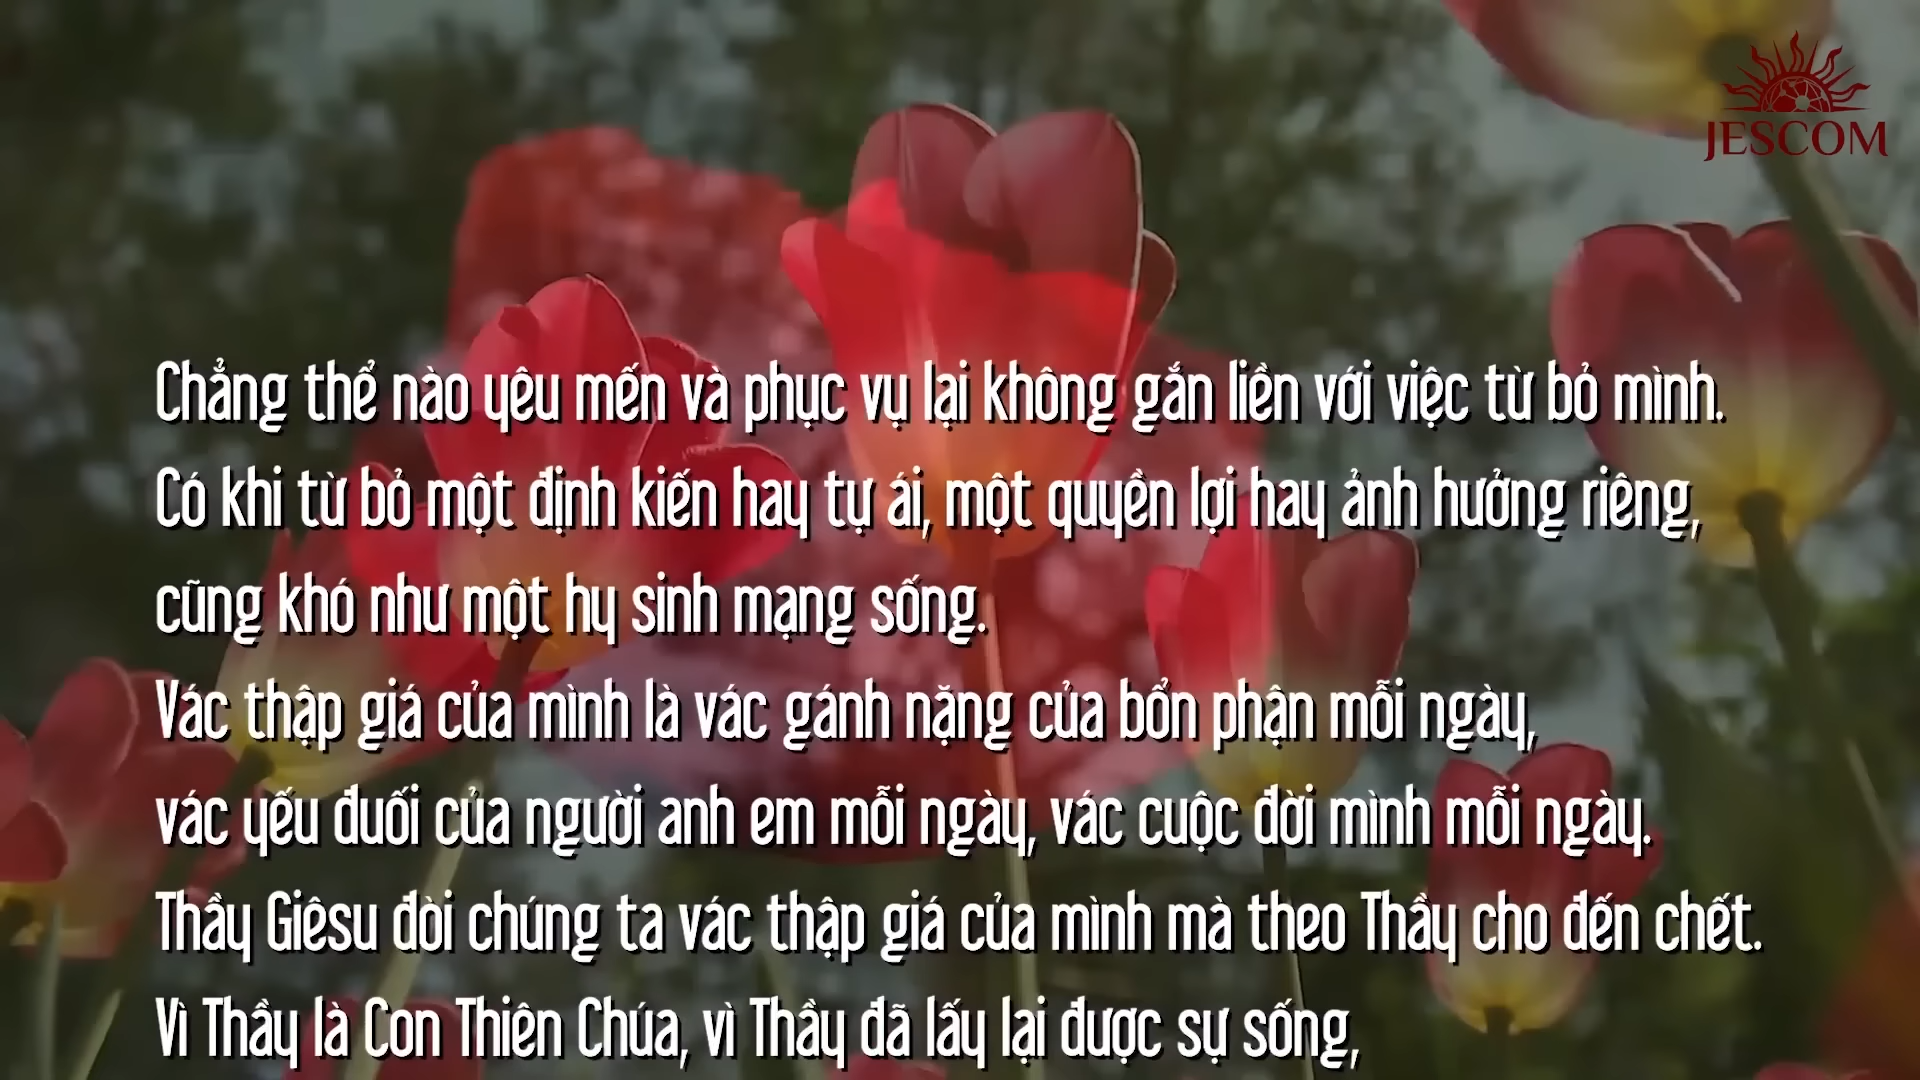 JESCOM
Chẳng thể nào yêu mến và phục vụ lại không gắn liền với việc từ bỏ mình.
Có khi từ bỏ một định kiến hay tự ái, một quyền lợi hay ảnh hưởng riêng,
cũng khó như một hy sinh mạng sống.
Vác thập giá của mình là vác gánh nặng của bổn phận mỗi ngày,
vác yếu đuối của người anh em mỗi ngày, vác cuộc đời mình mỗi ngày.
Thầy Giêsu đòi chúng ta vác thập giá của mình mà theo Thầy cho đến chết.
Vì Thầy là Con Thiên Chúa, vì Thầy đã lấy lại được sự sống,